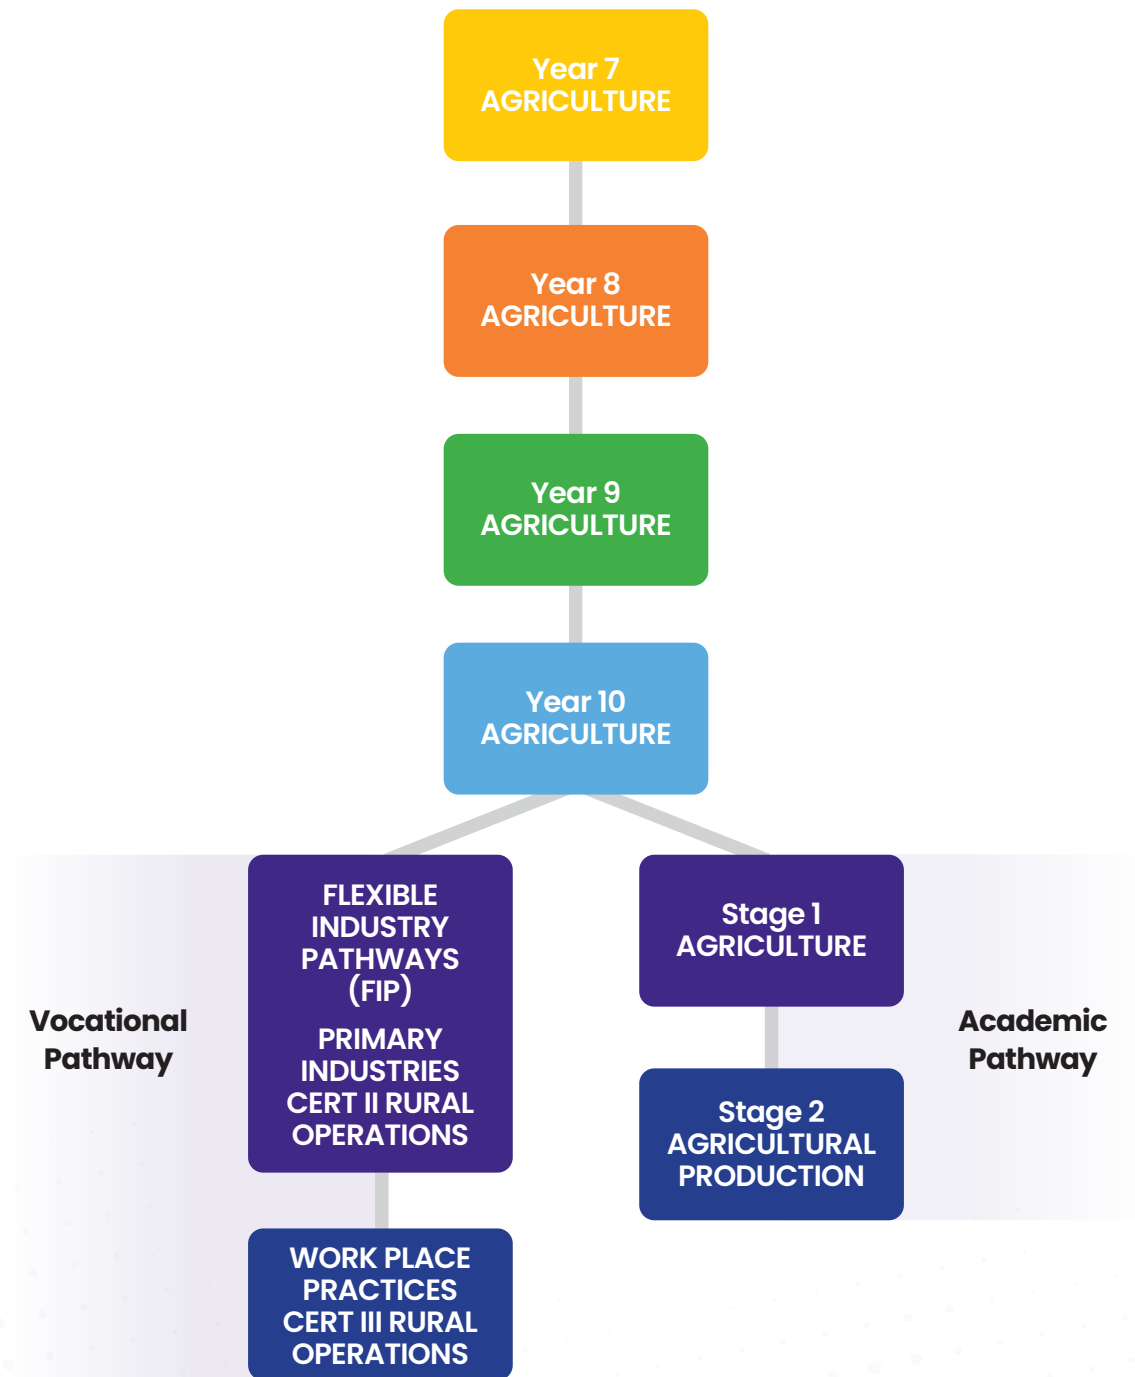 Year 7
AGRICULTURE
Year 8
AGRICULTURE
Year 9
AGRICULTURE
Year 10
AGRICULTURE
Vocational
Pathway
FLEXIBLE
INDUSTRY
PATHWAYS
(FIP)
PRIMARY
INDUSTRIES
CERT II RURAL
OPERATIONS
WORK PLACE
PRACTICES
CERT III RURAL
OPERATIONS
Stage 1
AGRICULTURE
Stage 2
AGRICULTURAL
PRODUCTION
Academic
Pathway